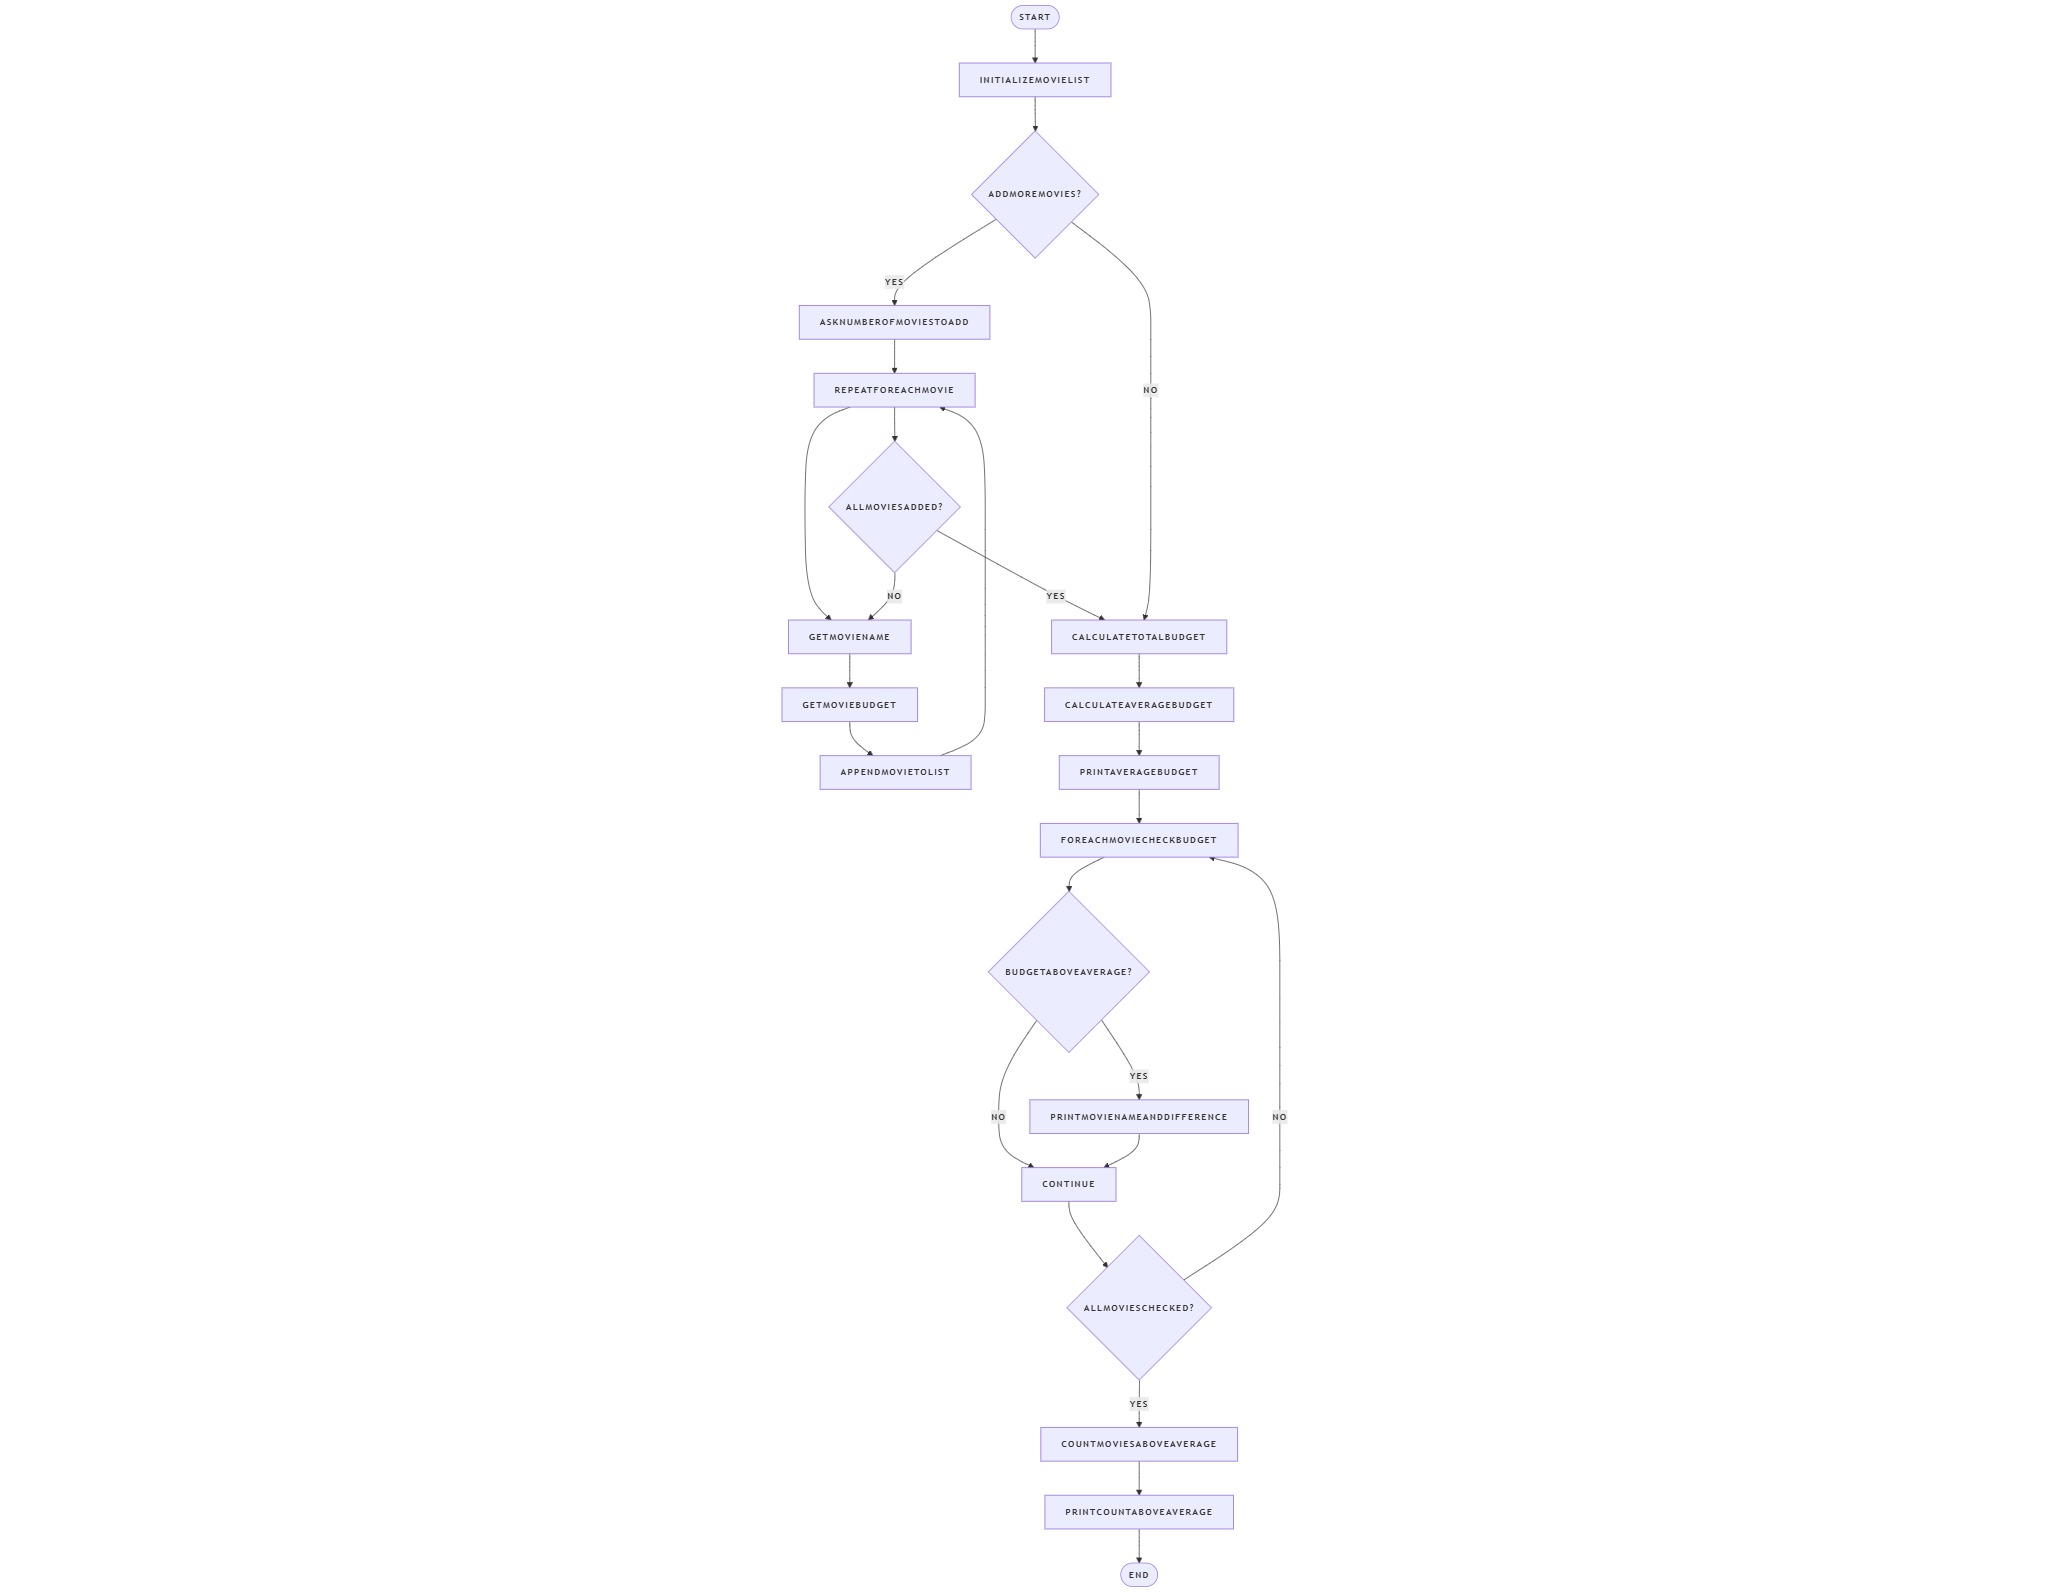 START
INITIALIZEMOVIELIST
ADDMOREMOVIES?
YES
ASKNUMBEROFMOVIESTOADD
REPEATFOREACHMOVIE
NO
ALLMOVIESADDED?
NO
YES
GETMOVIENAME
CALCULATETOTALBUDGET
GETMOVIEBUDGET
CALCULATEAVERAGEBUDGET
APPENDMOVIETOLIST
PRINTAVERAGEBUDGET
FOREACHMOVIECHECKBUDGET
BUDGETABOVEAVERAGE?
YES
NO
PRINTMOVIENAMEANDDIFFERENCE
NO
CONTINUE
ALLMOVIESCHECKED?
YES
COUNTMOVIESABOVEAVERAGE
PRINTCOUNTABOVEAVERAGE
END